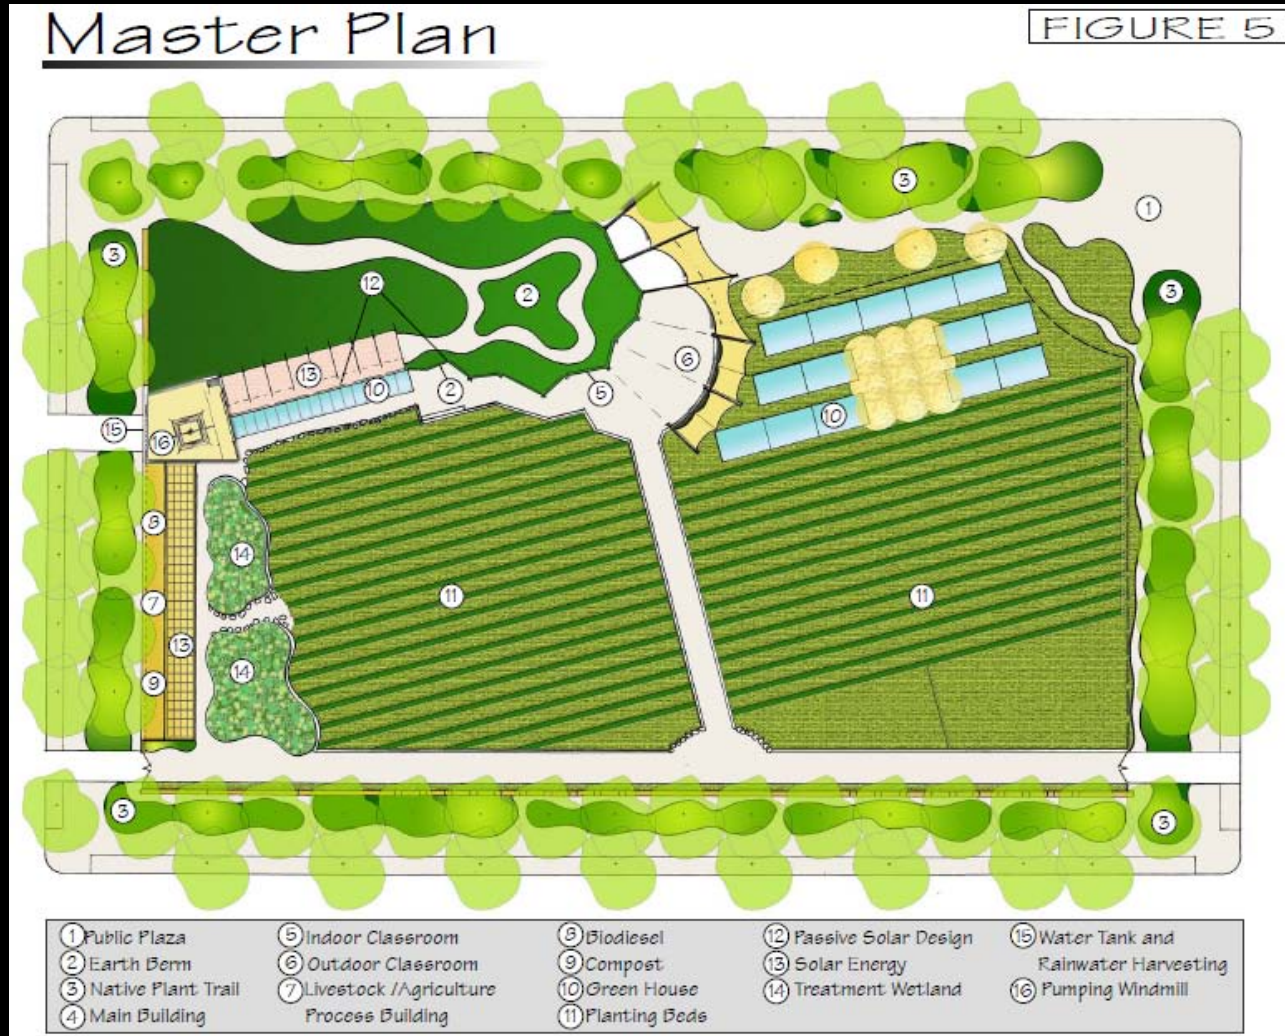 Master Plan
FIGURE 5
3
1
3
12
2
3
6
13
10
2
5
15
16
10
8
14
7
11
11
13
14
9
3
3
1 Public Plaza
2 Earth Berm
3 Native Plant Trail
4 Main Building
5 Indoor Classroom
6 Outdoor Classroom
7 Livestock /Agriculture
Process Building
8 Biodiesel
9 Compost
10 Green House
11 Planting Beds
12 Passive Solar Design
13 Solar Energy
14 Treatment Wetland
15 Water Tank and
Rainwater Harvesting
16 Pumping Windmill